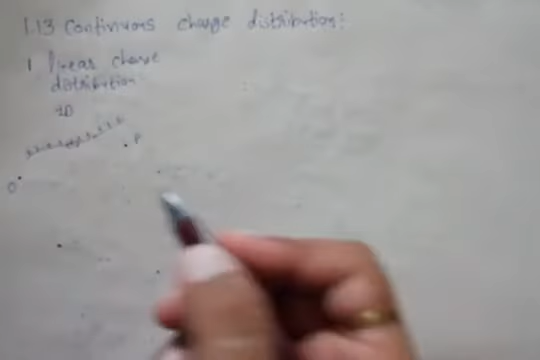 1.13 Continuous charge distribution:
1 linear charge
distribution
1D
P
O